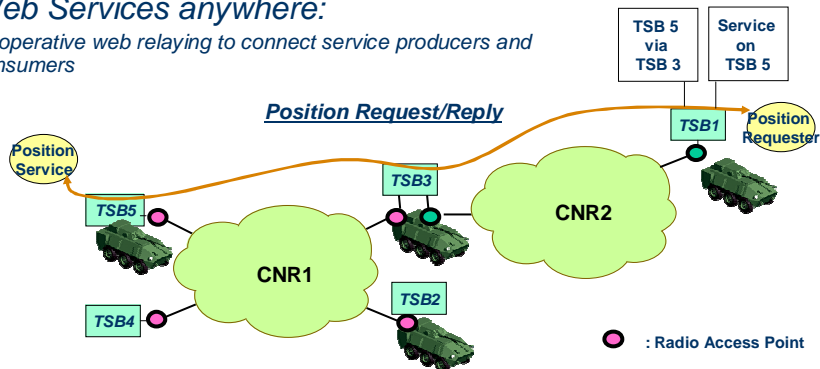 Web Services anywhere:
operative web relaying to connect service producers and
nsumers
TSB 5
via
TSB 3
Service
on
TSB 5
Position Request/Reply
Position
Service
TSB1
Position
Requester
TSB3
TSB5
CNR2
CNR1
TSB2
TSB4
: Radio Access Point